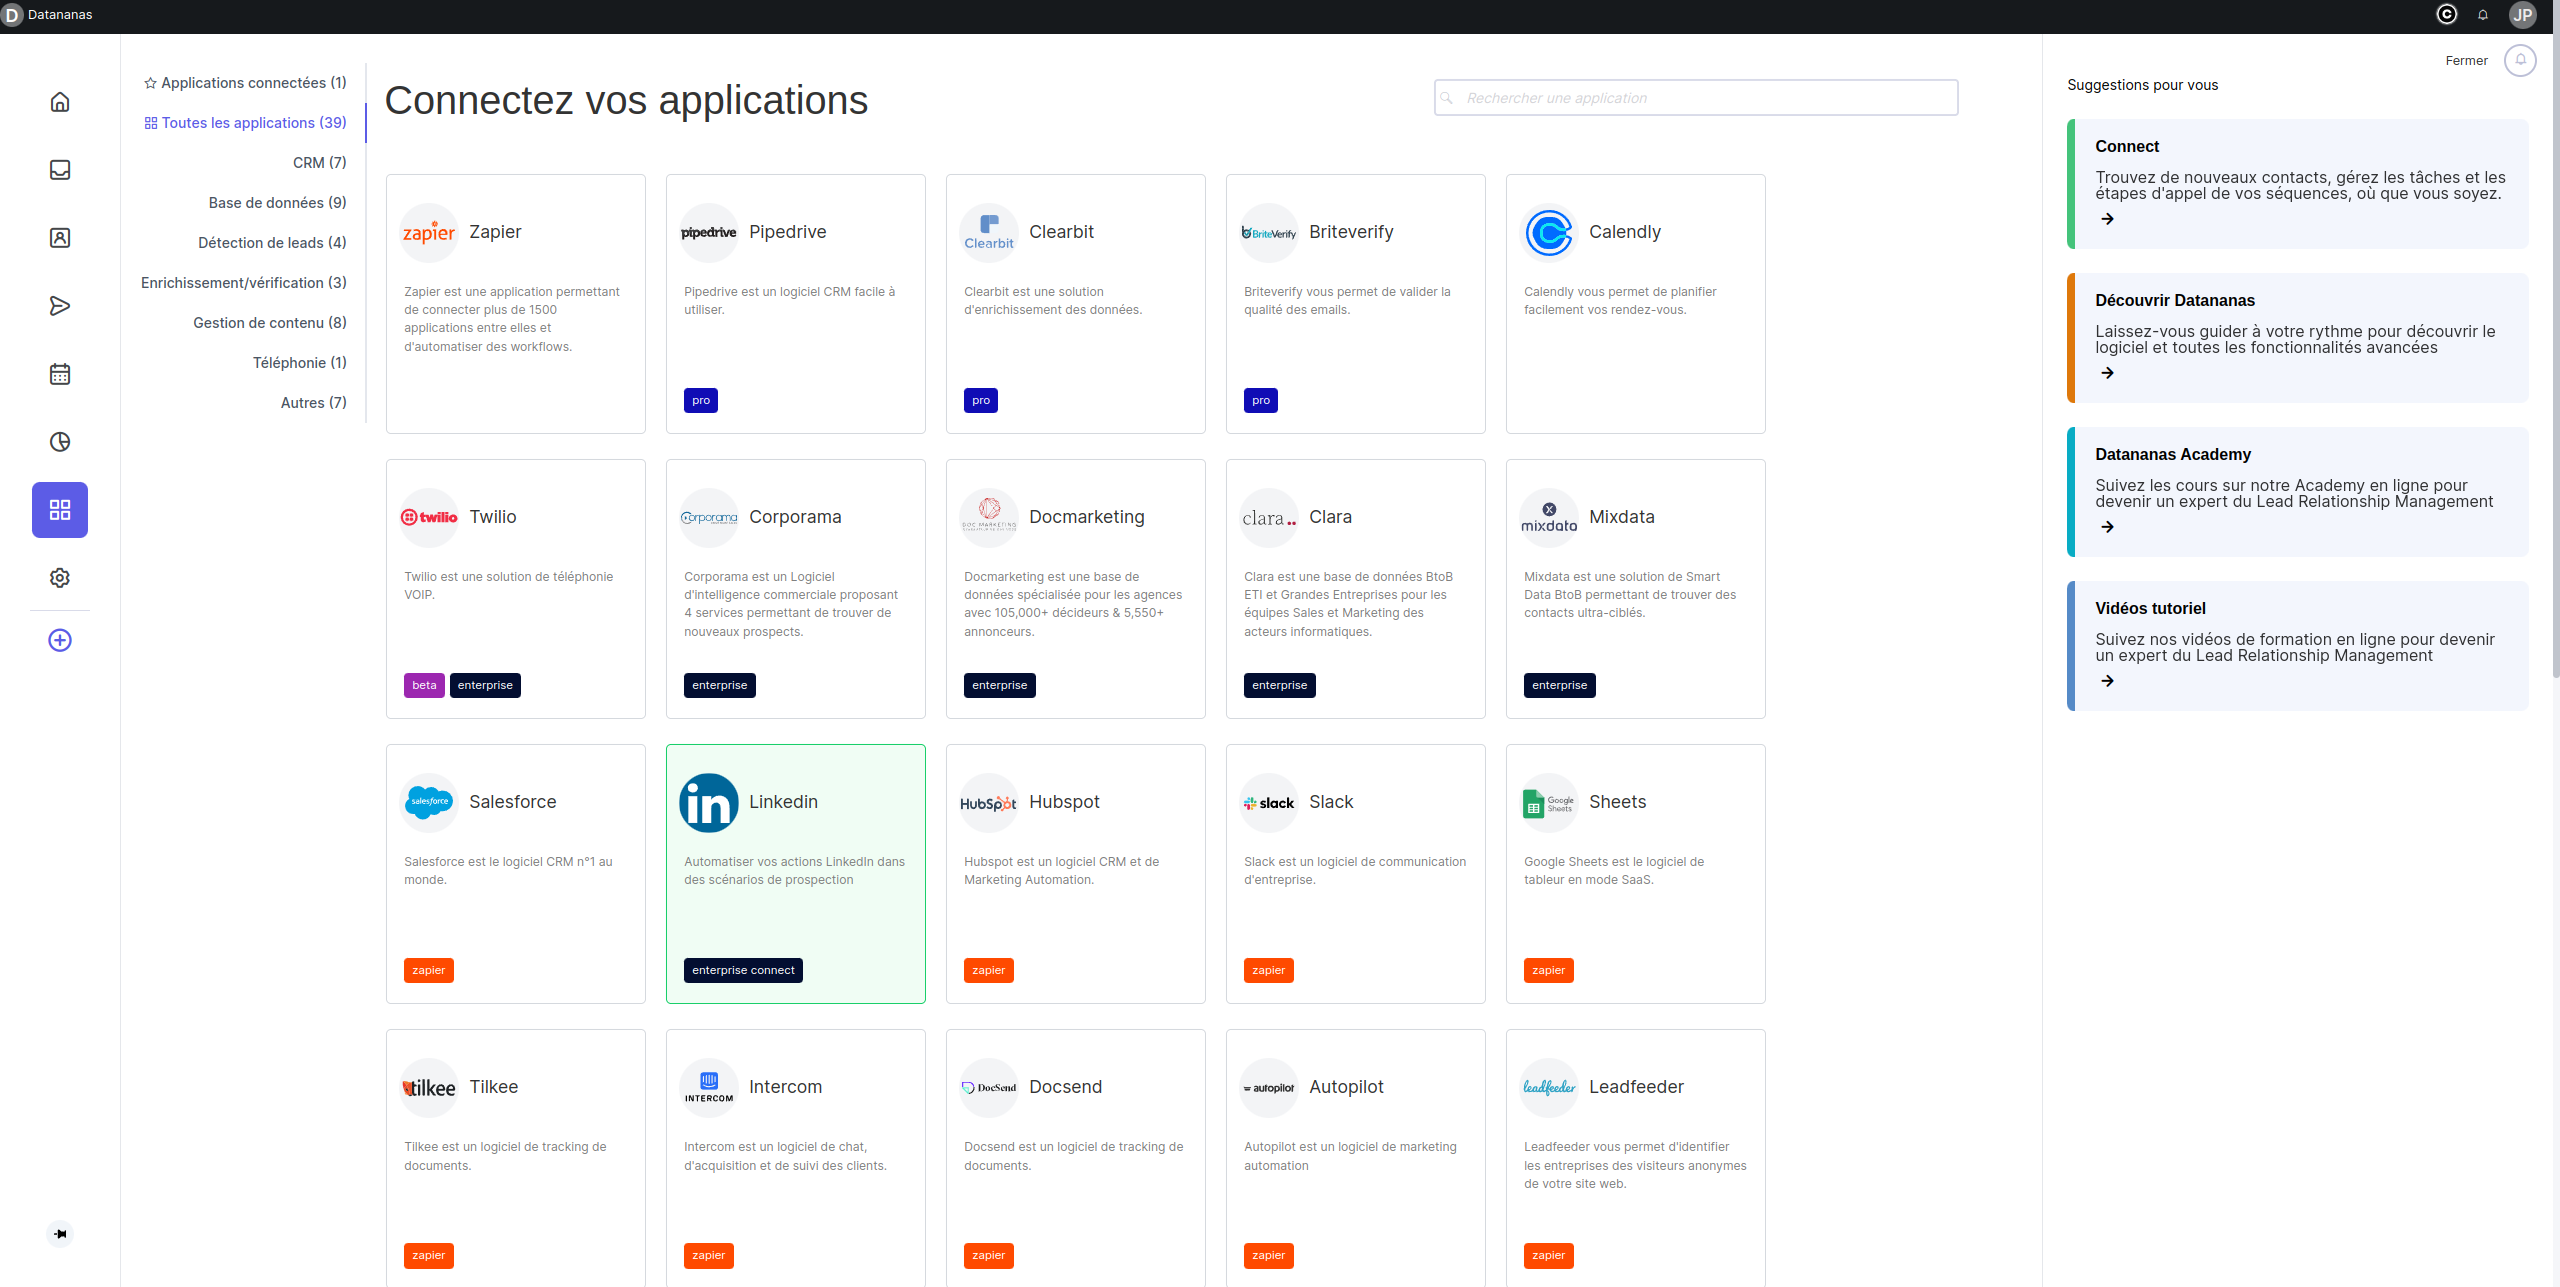 D Datananas
JP
Applications connectées (1)
Toutes les applications (39)
CRM (7)
Base de données (9)
Détection de leads (4)
Enrichissement/vérification (3)
Gestion de contenu (8)
Téléphonie (1)
Autres (7)
Connectez vos applications
Rechercher une application
zapier
Zapier
Zapier est une application permettant
de connecter plus de 1500
applications entre elles et
d'automatiser des workflows.
pipedrive
Pipedrive
Pipedrive est un logiciel CRM facile à
utiliser.
pro
Clearbit
Clearbit
Clearbit est une solution
d'enrichissement des données.
pro
BriteVerify
Briteverify
Briteverify vous permet de valider la
qualité des emails.
pro
Calendly
Calendly vous permet de planifier
facilement vos rendez-vous.
twilio
Twilio
Twilio est une solution de téléphonie
VOIP.
beta enterprise
Corporama
Corporama
Corporama est un Logiciel
d'intelligence commerciale proposant
4 services permettant de trouver de
nouveaux prospects.
enterprise
DOC MARKETING
Docmarketing
Docmarketing est une base de
données spécialisée pour les agences
avec 105,000+ décideurs & 5,550+
annonceurs.
enterprise
clara..
Clara
Clara est une base de données BtoB
ETI et Grandes Entreprises pour les
équipes Sales et Marketing des
acteurs informatiques.
enterprise
mixdata
Mixdata
Mixdata est une solution de Smart
Data BtoB permettant de trouver des
contacts ultra-ciblés.
enterprise
salesforce
Salesforce
Salesforce est le logiciel CRM n°1 au
monde.
zapier
in
Linkedin
Automatiser vos actions LinkedIn dans
des scénarios de prospection
enterprise connect
HubSpot
Hubspot
Hubspot est un logiciel CRM et de
Marketing Automation.
zapier
slack
Slack
Slack est un logiciel de communication
d'entreprise.
zapier
Google
Sheets
Sheets
Google Sheets est le logiciel de
tableur en mode SaaS.
zapier
tilkee
Tilkee
Tilkee est un logiciel de tracking de
documents.
zapier
INTERCOM
Intercom
Intercom est un logiciel de chat,
d'acquisition et de suivi des clients.
zapier
DocSend
Docsend
Docsend est un logiciel de tracking de
documents.
zapier
autopilot
Autopilot
Autopilot est un logiciel de marketing
automation
zapier
leadfeeder
Leadfeeder
Leadfeeder vous permet d'identifier
les entreprises des visiteurs anonymes
de votre site web.
zapier
Fermer
Suggestions pour vous
Connect
Trouvez de nouveaux contacts, gérez les tâches et les
étapes d'appel de vos séquences, où que vous soyez.
→
Découvrir Datananas
Laissez-vous guider à votre rythme pour découvrir le
logiciel et toutes les fonctionnalités avancées
→
Datananas Academy
Suivez les cours sur notre Academy en ligne pour
devenir un expert du Lead Relationship Management
→
Vidéos tutoriel
Suivez nos vidéos de formation en ligne pour devenir
un expert du Lead Relationship Management
→